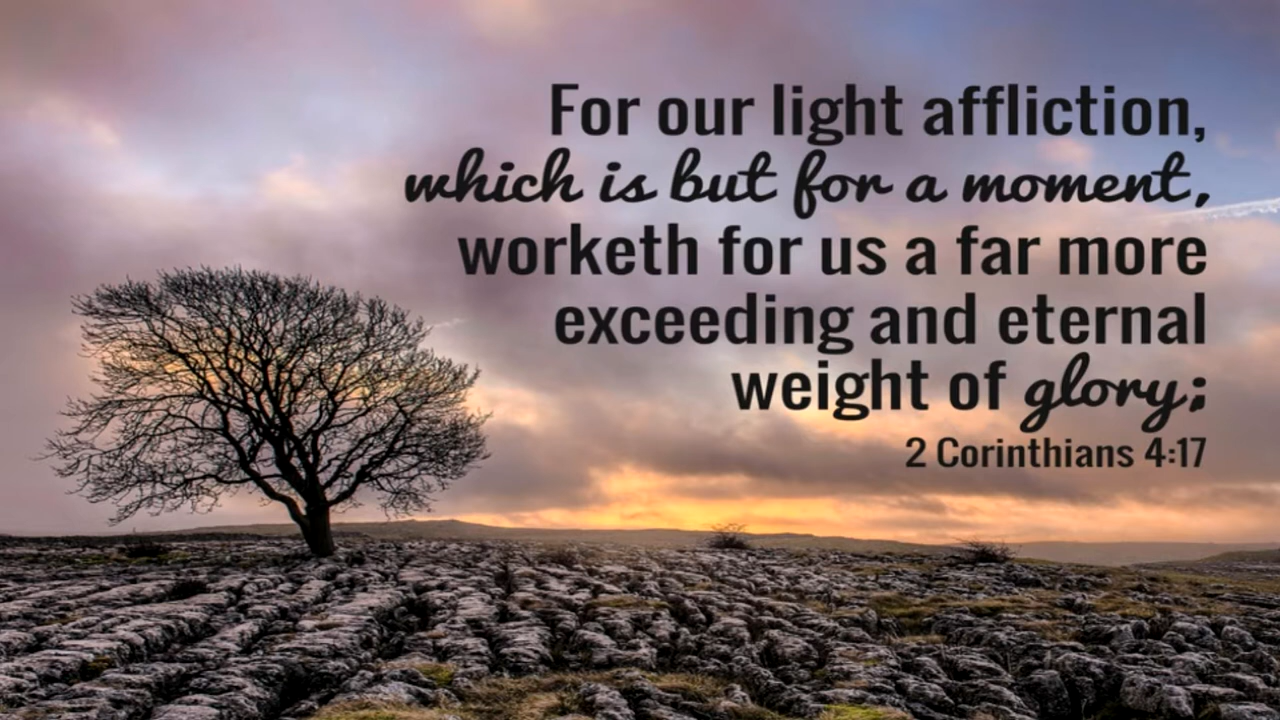 For our light affliction,
which is but for a moment,
worketh for us a far more
exceeding and eternal
weight of glory;
2 Corinthians 4:17